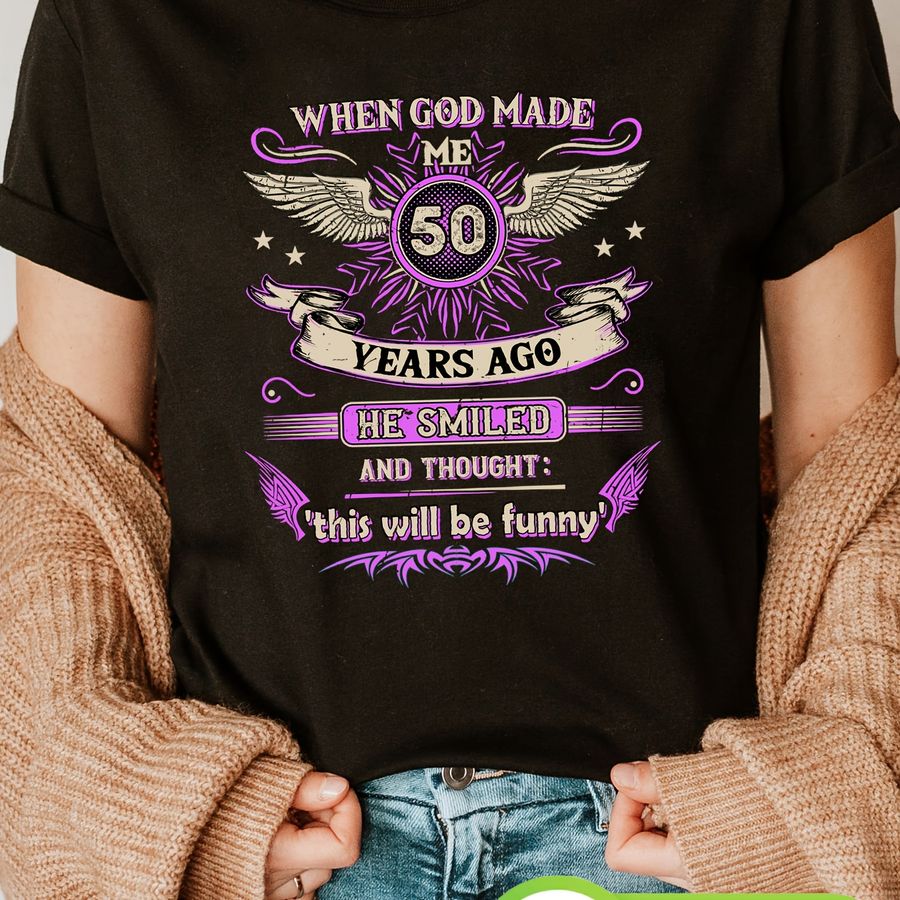 WHEN GOD MADE
ME
50
YEARS AGO
HE SMILED
AND THOUGHT:
'this will be funny'